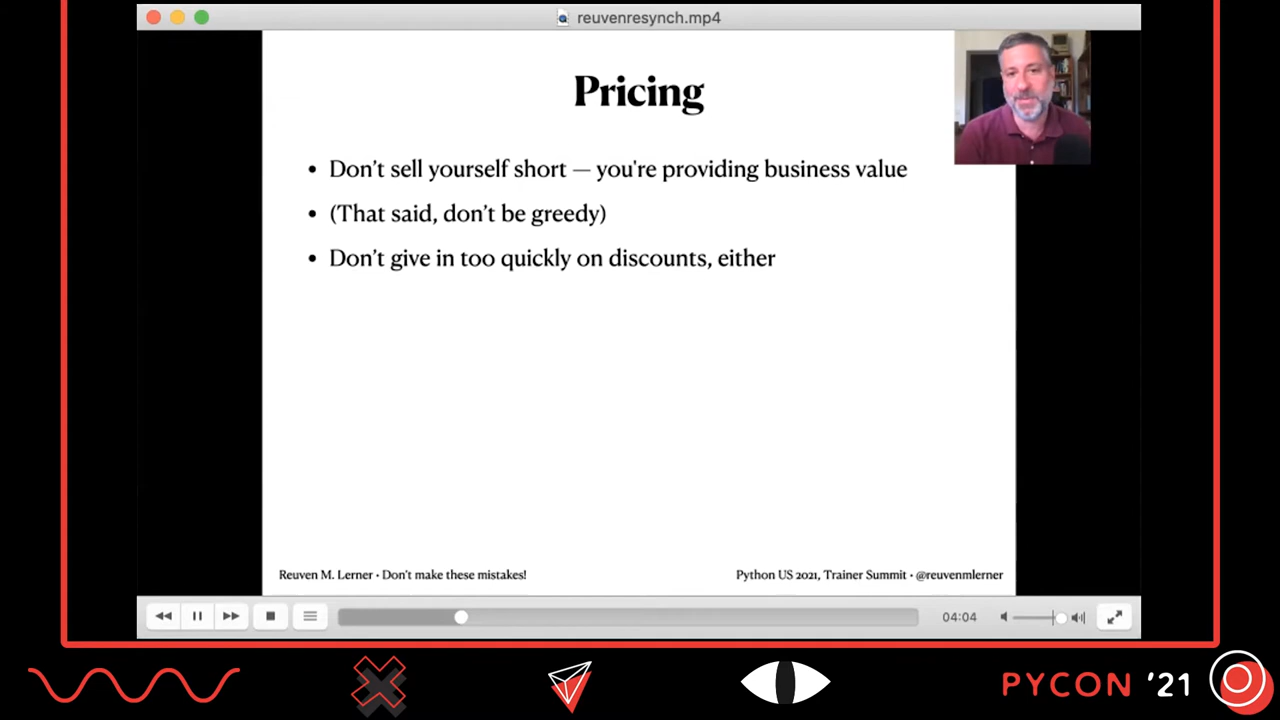 reuvenresynch.mp4
Pricing
• Don't sell yourself short — you're providing business value
• (That said, don't be greedy)
• Don't give in too quickly on discounts, either
Reuven M. Lerner · Don't make these mistakes!
Python US 2021, Trainer Summit · @reuvenmlerner
04:04
PYCON '21